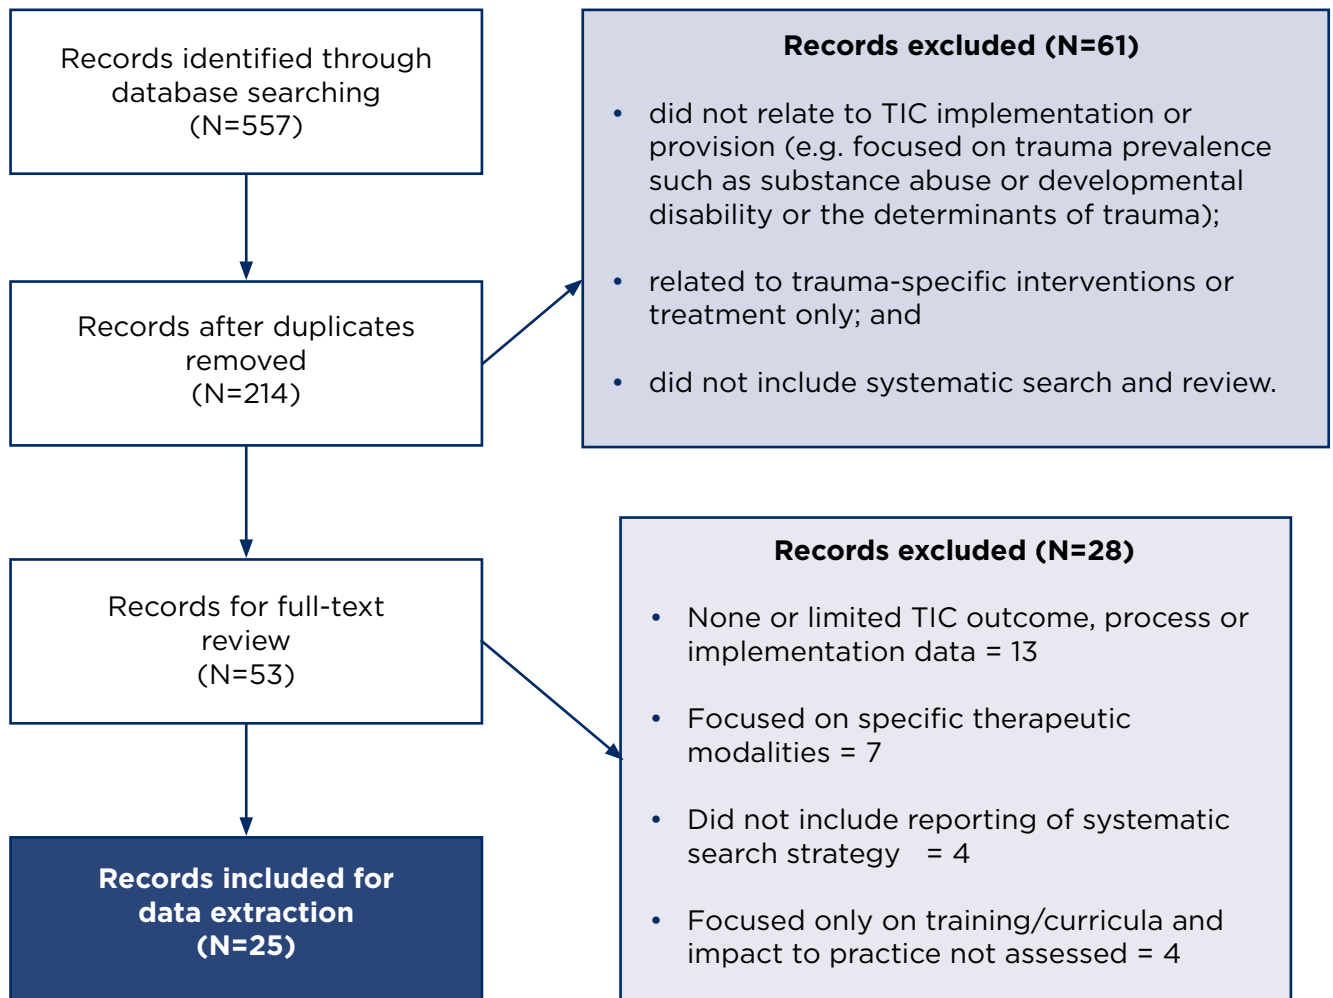 Records identified through
database searching
(N=557)
Records excluded (N=61)
• did not relate to TIC implementation or
provision (e.g. focused on trauma prevalence
such as substance abuse or developmental
disability or the determinants of trauma);
• related to trauma-specific interventions or
treatment only; and
• did not include systematic search and review.
Records after duplicates
removed
(N=214)
Records for full-text
review
(N=53)
Records excluded (N=28)
• None or limited TIC outcome, process or
implementation data = 13
• Focused on specific therapeutic
modalities = 7
• Did not include reporting of systematic
search strategy = 4
• Focused only on training/curricula and
impact to practice not assessed = 4
Records included for
data extraction
(N=25)